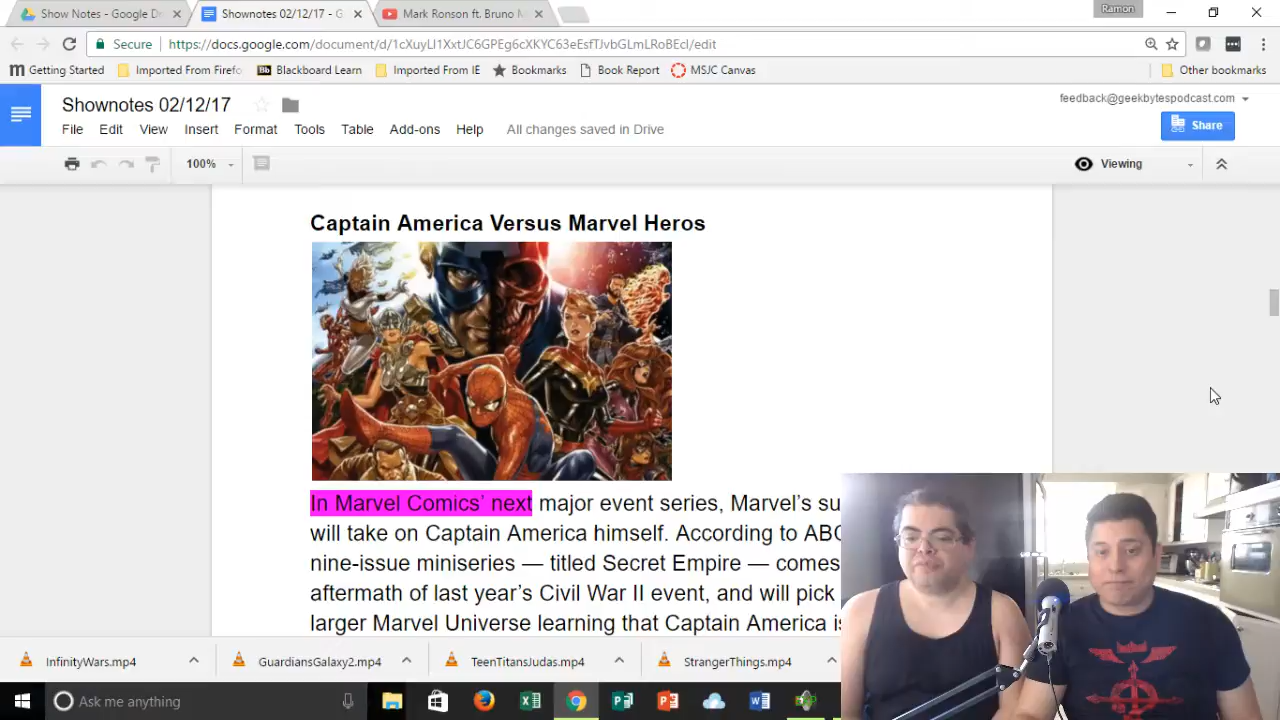 Ramon
Show Notes - Google Dr
Shownotes 02/12/17 - G
Mark Ronson ft. Bruno M
Secure
https://docs.google.com/document/d/1cXuyLI1XxtJC6GPEg6cXKYC63eEsfTJvbGLmLRoBEcI/edit
Getting Started
Imported From Firefo
Bb
Blackboard Learn
Imported From IE
Bookmarks
Book Report
MSJC Canvas
Other bookmarks
Shownotes 02/12/17
feedback@geekbytespodcast.com
File
Edit
View
Insert
Format
Tools
Table
Add-ons
Help
All changes saved in Drive
Share
100%
Viewing
Captain America Versus Marvel Heros
In Marvel Comics’ next major event series, Marvel’s su
will take on Captain America himself. According to ABC
nine-issue miniseries — titled Secret Empire — comes
aftermath of last year’s Civil War II event, and will pick
larger Marvel Universe learning that Captain America is
InfinityWars.mp4
GuardiansGalaxy2.mp4
TeenTitansJudas.mp4
StrangerThings.mp4
Ask me anything